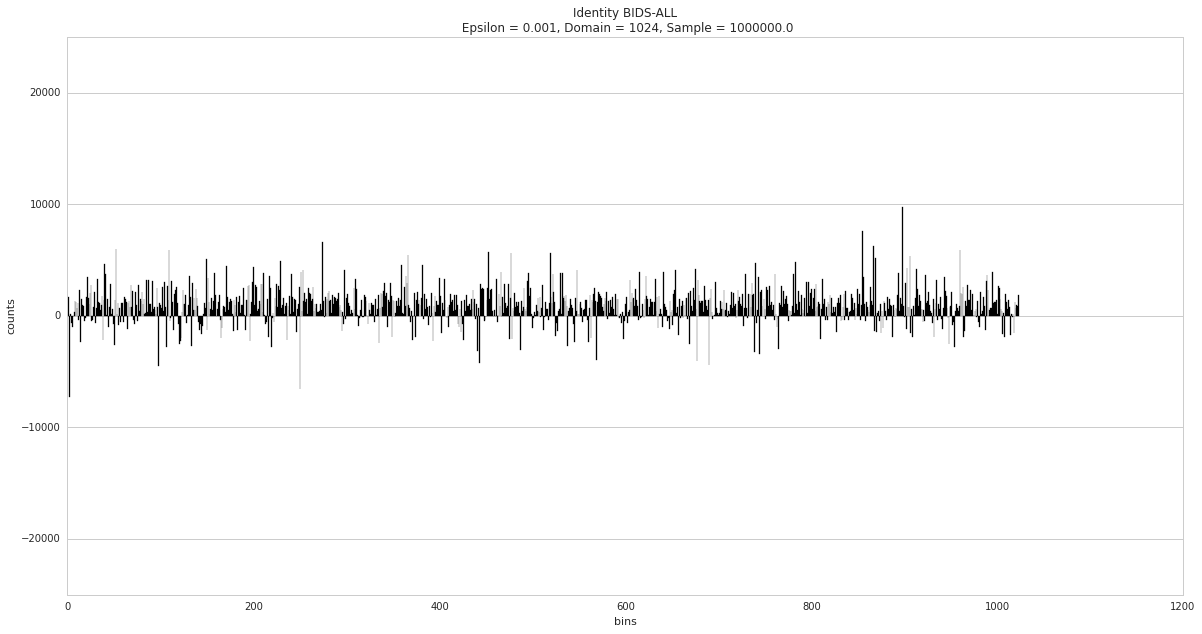 Identity BIDS-ALL
Epsilon = 0.001, Domain = 1024, Sample = 1000000.0
20000
10000
0
−10000
−20000
counts
0 200 400 600 800 1000 1200
bins